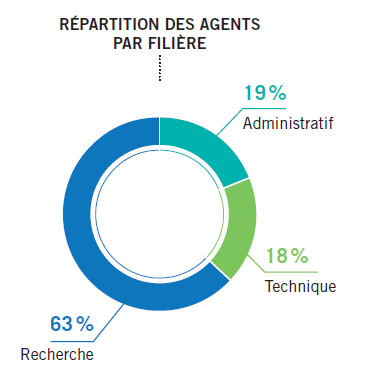 RÉPARTITION DES AGENTS
PAR FILIÈRE
19 %
Administratif
18 %
Technique
63 %
Recherche